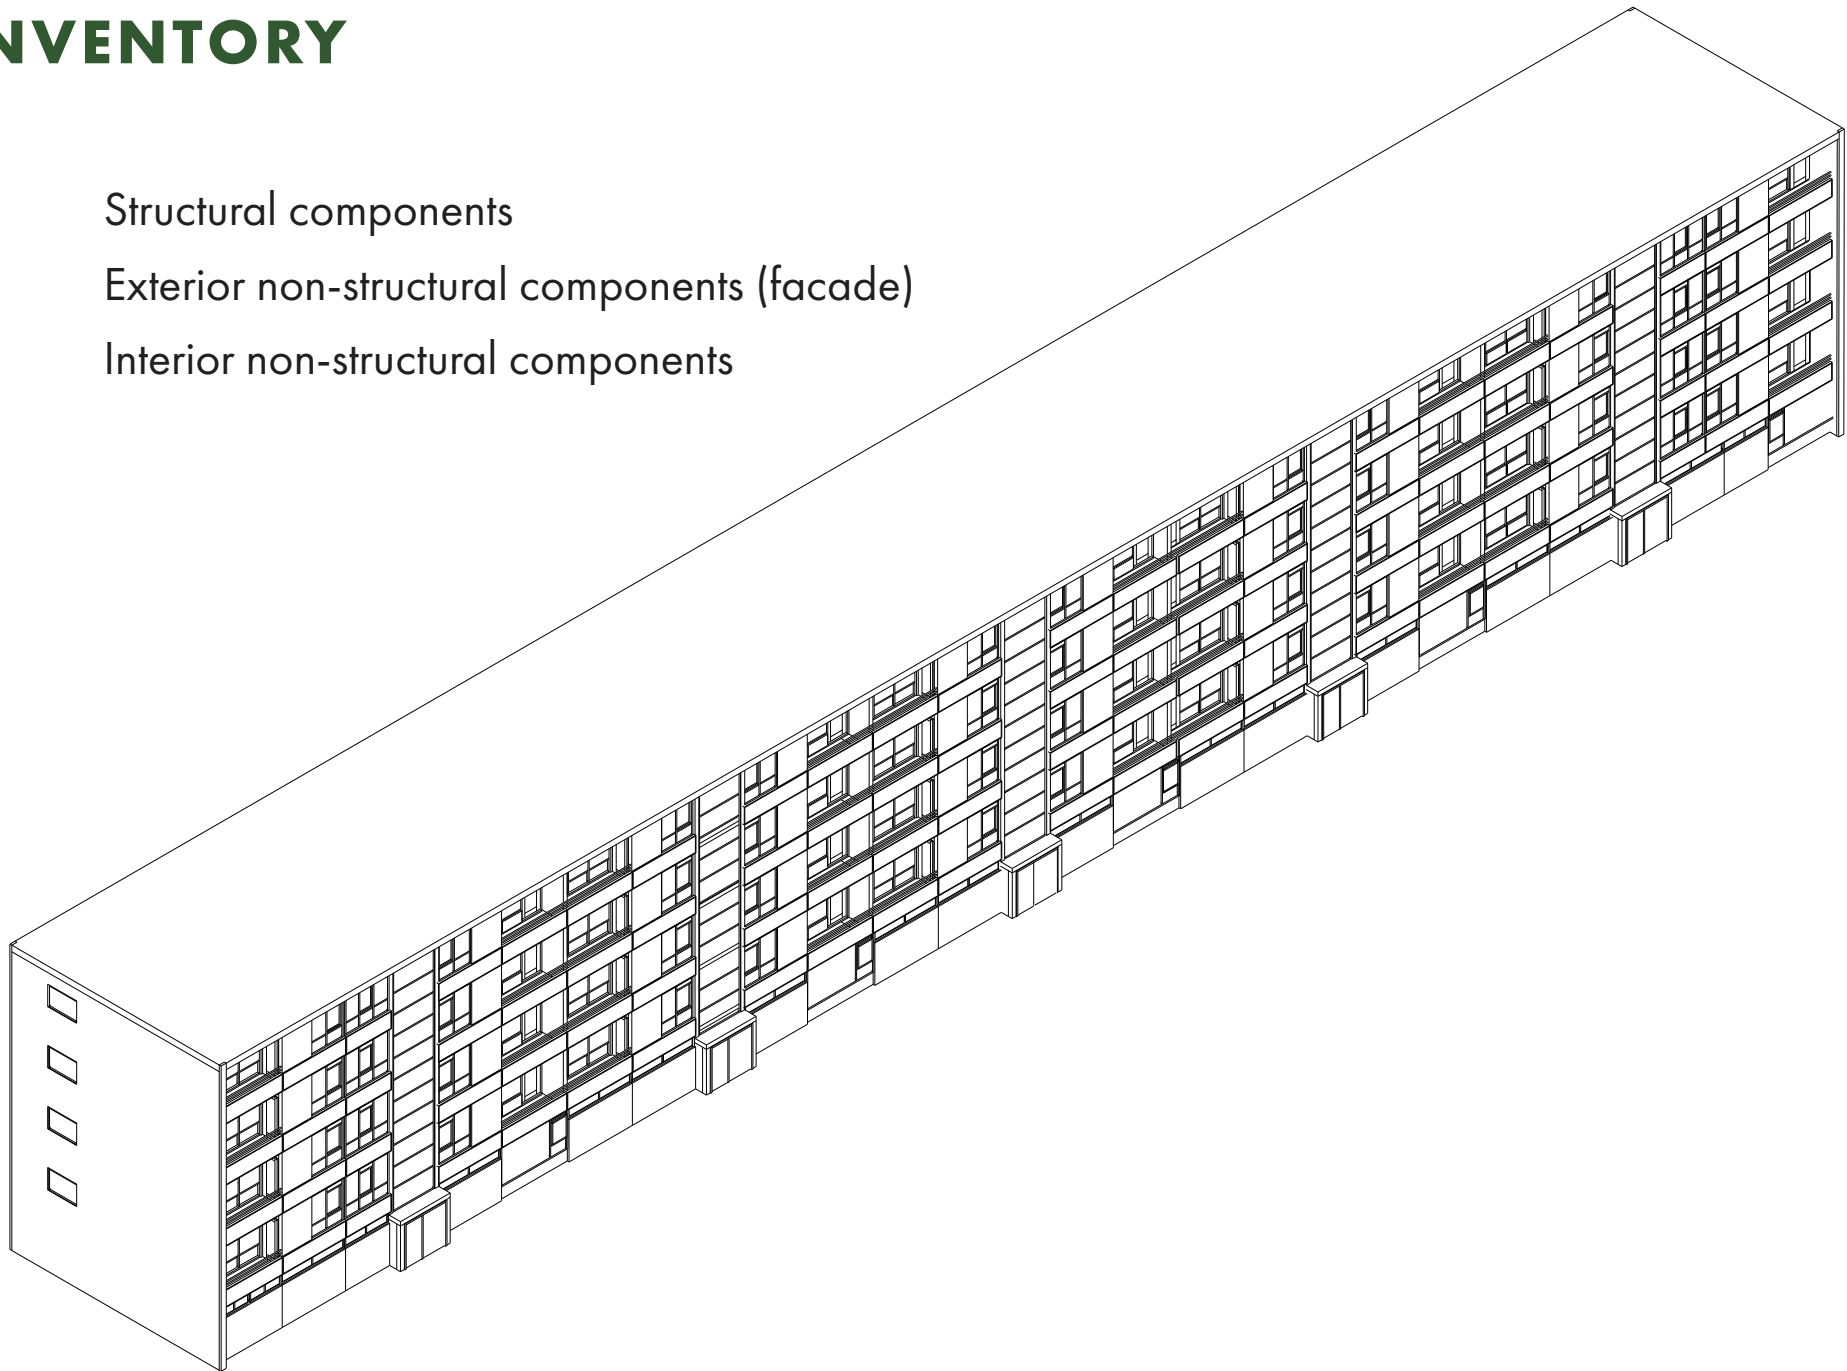 NVENTORY
Structural components
Exterior non-structural components (facade)
Interior non-structural components